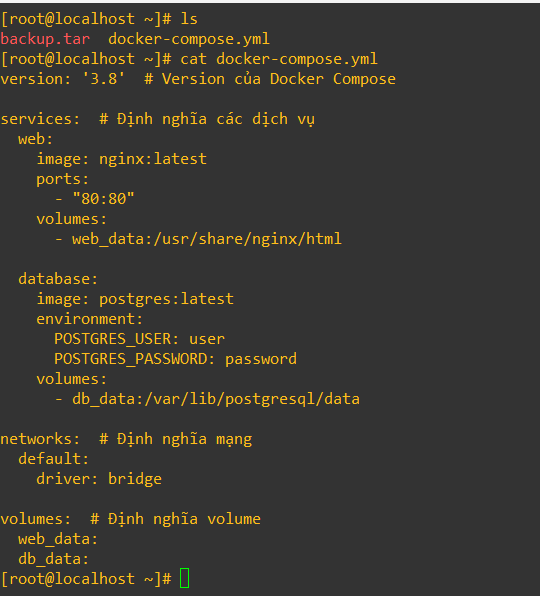 [root@localhost ~]# ls
backup.tar  docker-compose.yml
[root@localhost ~]# cat docker-compose.yml
version: '3.8'  # Version của Docker Compose

services:  # Định nghĩa các dịch vụ
  web:
    image: nginx:latest
    ports:
      - "80:80"
    volumes:
      - web_data:/usr/share/nginx/html

  database:
    image: postgres:latest
    environment:
      POSTGRES_USER: user
      POSTGRES_PASSWORD: password
    volumes:
      - db_data:/var/lib/postgresql/data

networks:  # Định nghĩa mạng
  default:
    driver: bridge

volumes:  # Định nghĩa volume
  web_data:
  db_data:
[root@localhost ~]#